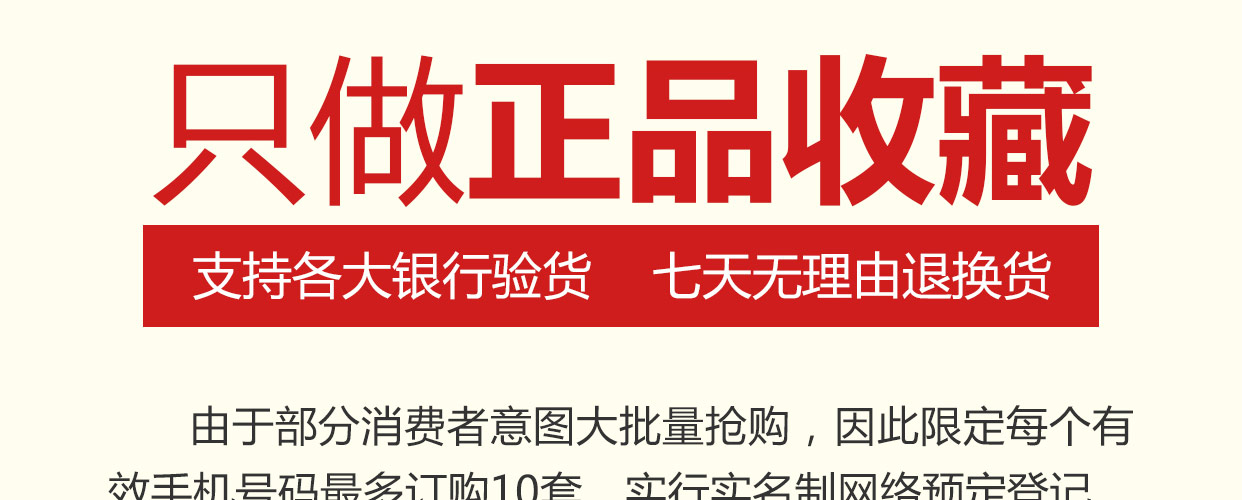 只做正品收藏
支持各大银行验货 七天无理由退换货
由于部分消费者意图大批量抢购，因此限定每个有
效手机号码最多订购10套 实行实名制网络预定登记